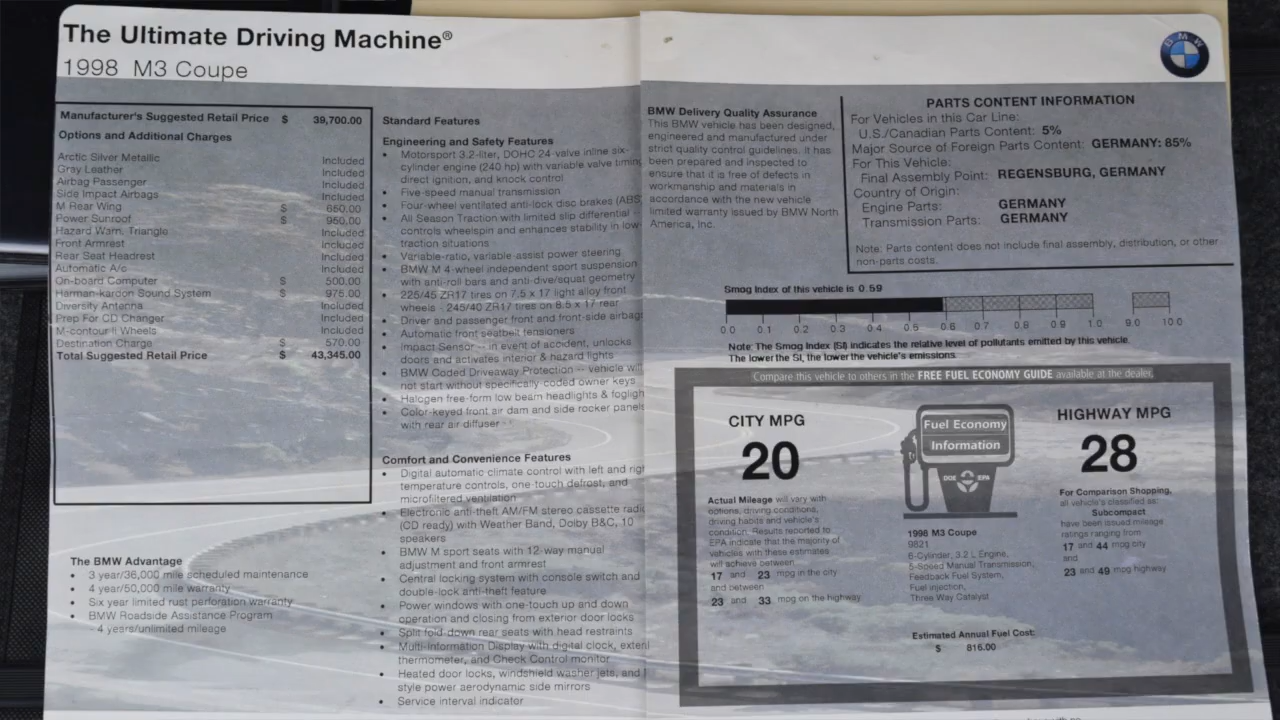 The Ultimate Driving Machine®
1998 M3 Coupe
BMW
Manufacturer's Suggested Retail Price $ 39,700.00
Options and Additional Charges
Arctic Silver Metallic Included
Gray Leather Included
Airbag Passenger Included
Side Impact Airbags Included
M Rear Wing $ 650.00
Power Sunroof $ 950.00
Hazard Warn. Triangle Included
Front Armrest Included
Rear Seat Headrest Included
Automatic A/c Included
On-board Computer $ 500.00
Harman-kardon Sound System $ 975.00
Diversity Antenna Included
Prep For CD Changer Included
M-contour II Wheels Included
Destination Charge $ 570.00
Total Suggested Retail Price $ 43,345.00
The BMW Advantage
• 3 year/36,000 mile scheduled maintenance
• 4 year/50,000 mile warranty
• Six year limited rust perforation warranty
• BMW Roadside Assistance Program
- 4 years/unlimited mileage
Standard Features
Engineering and Safety Features
• Motorsport 3.2-liter, DOHC 24-valve inline six-
cylinder engine (240 hp) with variable valve timing,
direct ignition, and knock control
• Five-speed manual transmission
• Four-wheel ventilated anti-lock disc brakes (ABS
• All Season Traction with limited slip differential --
controls wheelspin and enhances stability in low-
traction situations
• Variable-ratio, variable-assist power steering
• BMW M 4-wheel independent sport suspension
with anti-roll bars and anti-dive/squat geometry
• 225/45 ZR17 tires on 7.5 x 17 light alloy front
wheels - 245/40 ZR17 tires on 8.5 x 17 rear
• Driver and passenger front and front-side airbags
• Automatic front seatbelt tensioners
• Impact Sensor -- in event of accident, unlocks
doors and activates interior & hazard lights
• BMW Coded Driveaway Protection -- vehicle will
not start without specifically-coded owner keys
• Halogen free-form low beam headlights & fogligh
• Color-keyed front air dam and side rocker panels
with rear air diffuser
Comfort and Convenience Features
• Digital automatic climate control with left and rig
temperature controls, one-touch defrost, and
microfiltered ventilation
• Electronic anti-theft AM/FM stereo cassette radi
(CD ready) with Weather Band, Dolby B&C, 10
speakers
• BMW M sport seats with 12-way manual
adjustment and front armrest
• Central locking system with console switch and
double-lock anti-theft feature
• Power windows with one-touch up and down
operation and closing from exterior door locks
• Split fold-down rear seats with head restraints
• Multi-Information Display with digital clock, extern
thermometer, and Check Control monitor
• Heated door locks, windshield washer jets, and
style power aerodynamic side mirrors
• Service interval indicator
BMW Delivery Quality Assurance
This BMW vehicle has been designed,
engineered and manufactured under
strict quality control guidelines. It has
been prepared and inspected to
ensure that it is free of defects in
workmanship and materials in
accordance with the new vehicle
limited warranty issued by BMW North
America, Inc.
PARTS CONTENT INFORMATION
For Vehicles in this Car Line:
U.S./Canadian Parts Content: 5%
Major Source of Foreign Parts Content: GERMANY: 85%
For This Vehicle:
Final Assembly Point: REGENSBURG, GERMANY
Country of Origin:
Engine Parts: GERMANY
Transmission Parts: GERMANY
Note: Parts content does not include final assembly, distribution, or other
non-parts costs.
Smog Index of this vehicle is 0.59
0.0 0.1 0.2 0.3 0.4 0.5 0.6 0.7 0.8 0.9 1.0 9.0 10.0
Note: The Smog Index (SI) indicates the relative level of pollutants emitted by this vehicle.
The lower the SI, the lower the vehicle's emissions.
Compare this vehicle to others in the FREE FUEL ECONOMY GUIDE available at the dealer.
CITY MPG
20
Actual Mileage will vary with
options, driving conditions,
driving habits and vehicle's
condition. Results reported to
EPA indicate that the majority of
vehicles with these estimates
will achieve between
17 and 23 mpg in the city
and between
23 and 33 mpg on the highway
Fuel Economy
Information
DOE EPA
1998 M3 Coupe
9821
6-Cylinder, 3.2 L Engine,
5-Speed Manual Transmission,
Feedback Fuel System,
Fuel injection,
Three Way Catalyst
Estimated Annual Fuel Cost:
$ 816.00
HIGHWAY MPG
28
For Comparison Shopping,
all vehicle's classified as:
Subcompact
have been issued mileage
ratings ranging from
17 and 44 mpg city
and
23 and 49 mpg highway